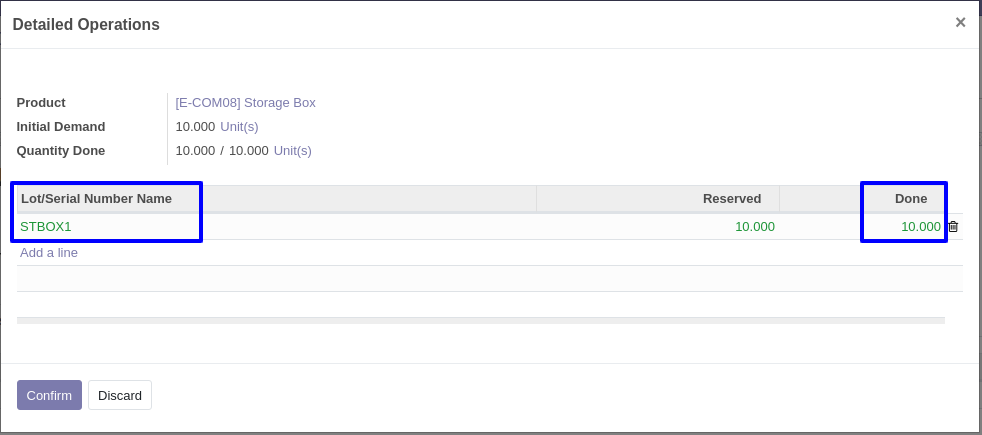 Detailed Operations ×
Product [E-COM08] Storage Box
Initial Demand 10.000 Unit(s)
Quantity Done 10.000 / 10.000 Unit(s)
Lot/Serial Number Name Reserved Done
STBOX1 10.000 10.000
Add a line
Confirm Discard